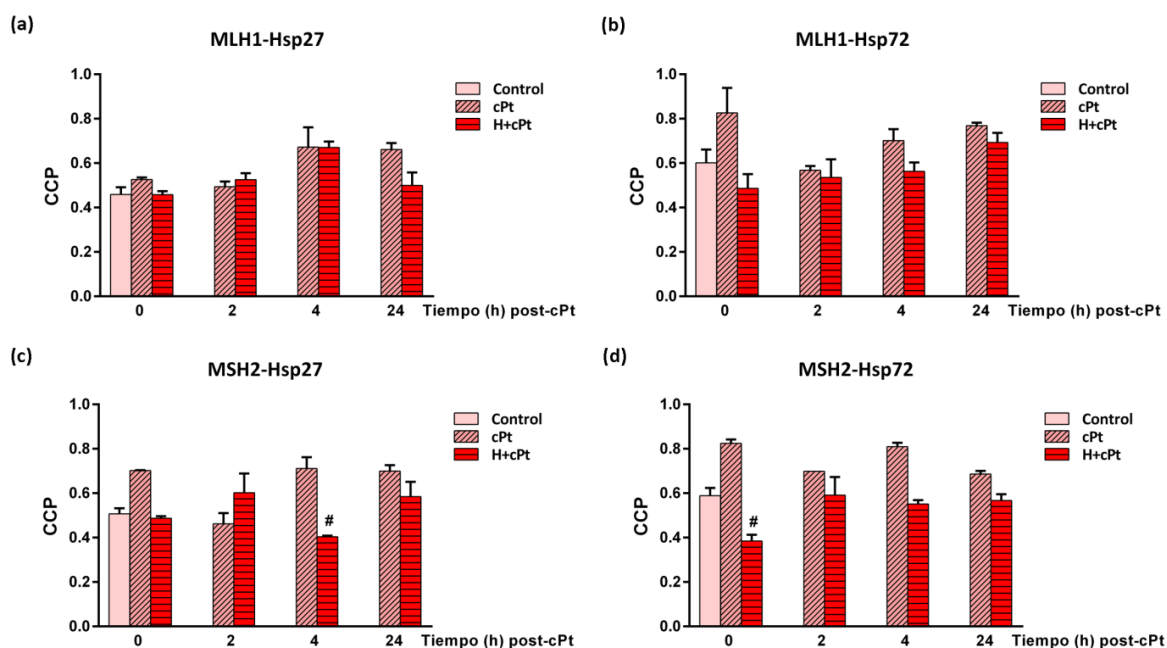 (a)
MLH1-Hsp27
CCP
1.0
0.8
0.6
0.4
0.2
0.0
Control
cPt
H+cPt
0 2 4 24 Tiempo (h) post-cPt
(b)
MLH1-Hsp72
CCP
1.0
0.8
0.6
0.4
0.2
0.0
Control
cPt
H+cPt
0 2 4 24 Tiempo (h) post-cPt
(c)
MSH2-Hsp27
CCP
1.0
0.8
0.6
0.4
0.2
0.0
Control
cPt
H+cPt
#
0 2 4 24 Tiempo (h) post-cPt
(d)
MSH2-Hsp72
CCP
1.0
0.8
0.6
0.4
0.2
0.0
Control
cPt
H+cPt
#
0 2 4 24 Tiempo (h) post-cPt